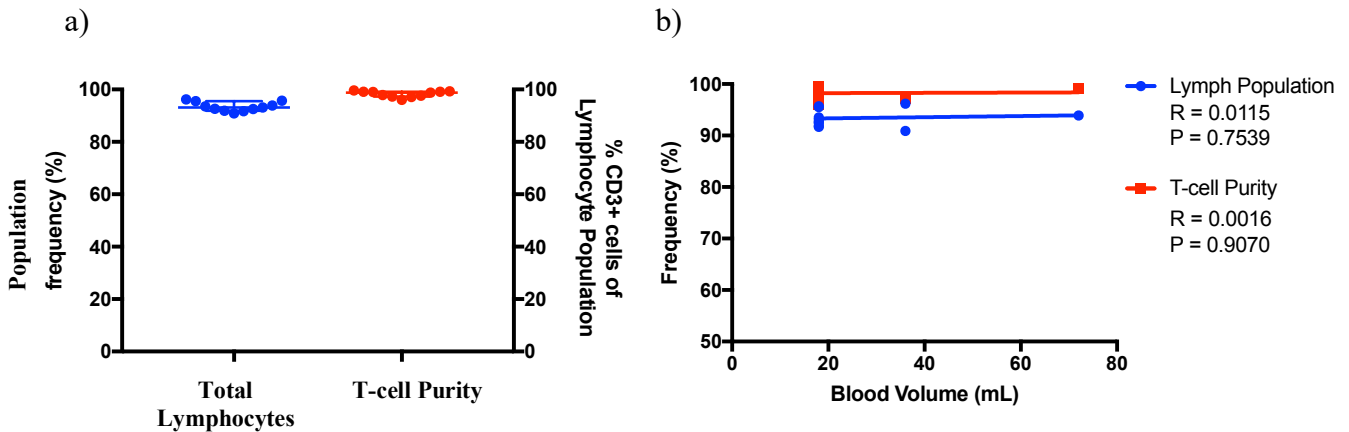 a)
Population
frequency (%)
100
80
60
40
20
0
100
80
60
40
20
0
% CD3+ cells of
Lymphocyte Population
Total
Lymphocytes
T-cell Purity
b)
Frequency (%)
100
90
80
70
60
50
0
20
40
60
80
Blood Volume (mL)
Lymph Population
R = 0.0115
P = 0.7539
T-cell Purity
R = 0.0016
P = 0.9070